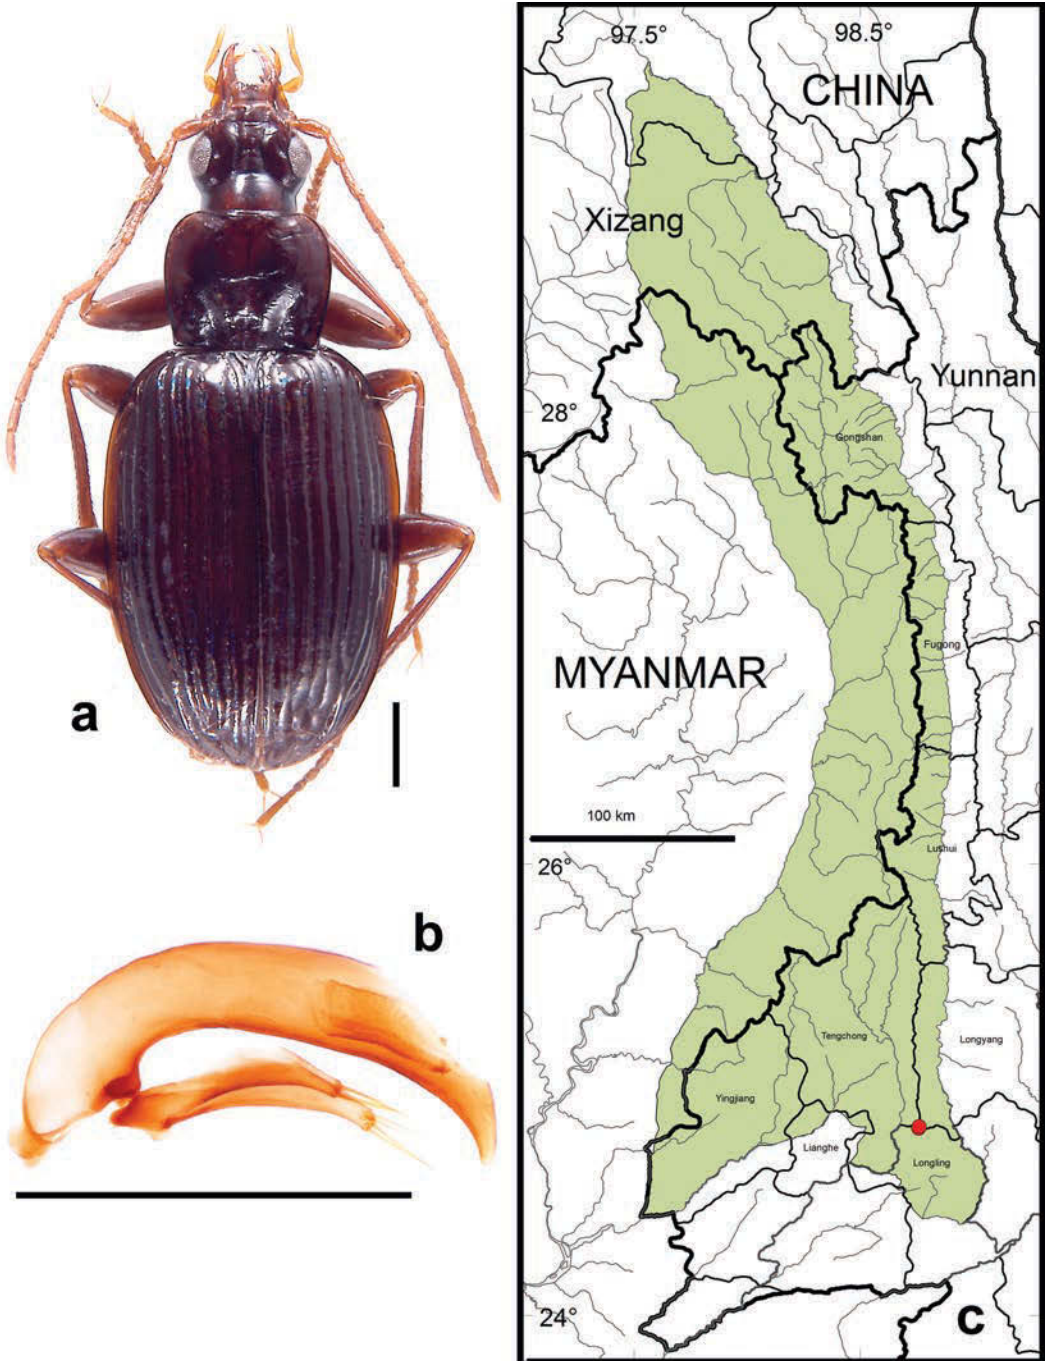 a
b
97.5°
98.5°
CHINA
Xizang
Yunnan
28°
Gongshan
Fugong
MYANMAR
100 km
Lushui
26°
Tengchong
Longyang
Yingjiang
Lianghe
Longling
24°
c